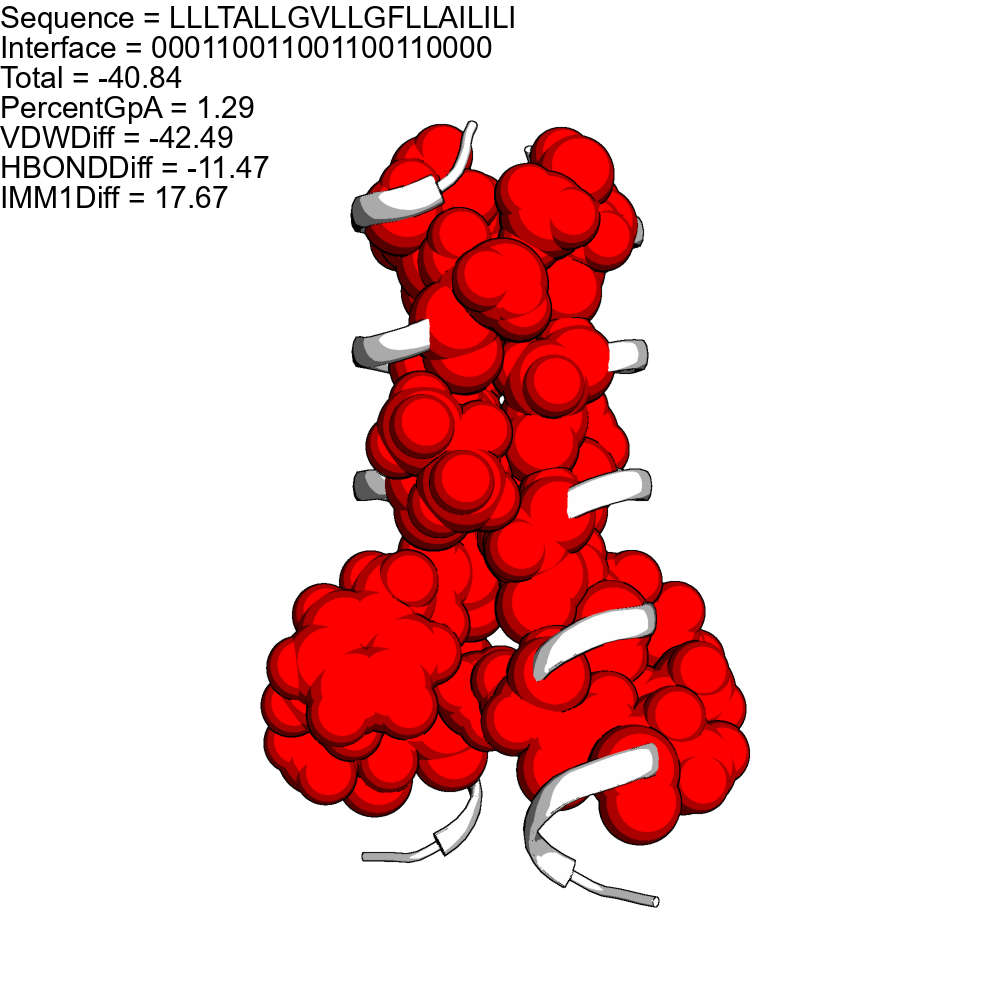 Sequence = LLLTALLGVLLGFLLAILILI
Interface = 000110011001100110000
Total = -40.84
PercentGpA = 1.29
VDWDiff = -42.49
HBONDDiff = -11.47
IMM1Diff = 17.67